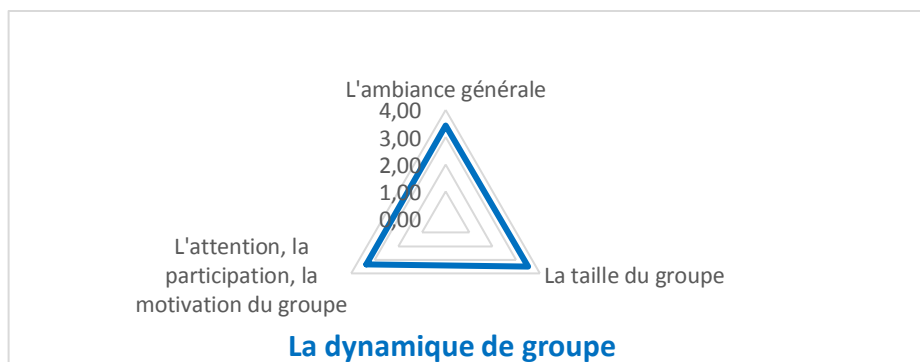 L'ambiance générale
4,00
3,00
2,00
1,00
0,00
L'attention, la
participation, la
motivation du groupe
La taille du groupe
La dynamique de groupe